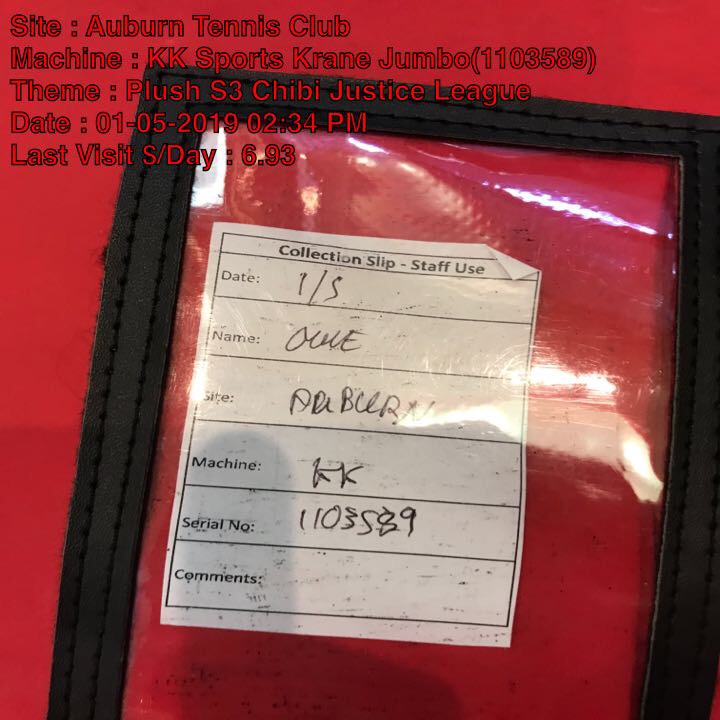 Site : Auburn Tennis Club
Machine : KK Sports Krane Jumbo(1103589)
Theme : Plush S3 Chibi Justice League
Date : 01-05-2019 02:34 PM
Last Visit S/Day : 6.93
Collection Slip - Staff Use
Date: 1/5
Name:
Site: AUBURN
Machine: KK
Serial No: 1103589
Comments: